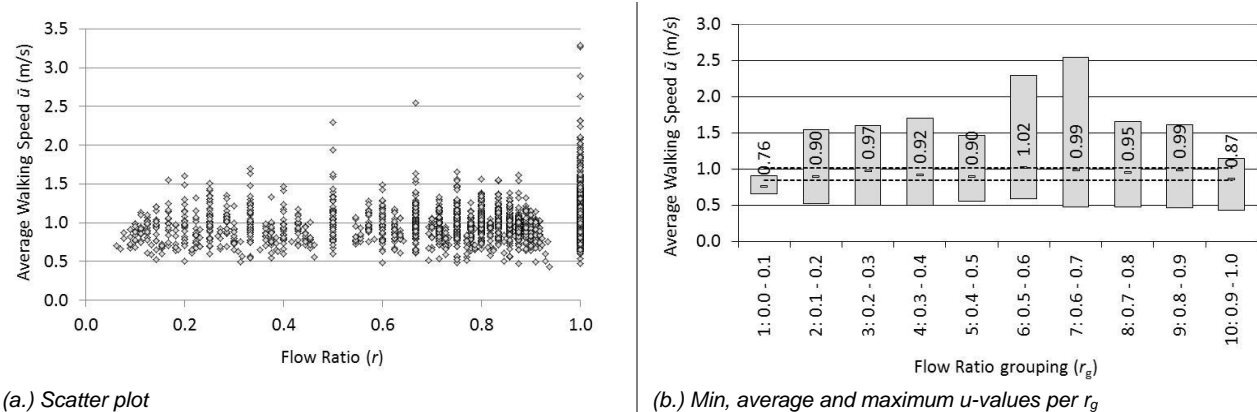 Average Walking Speed ū (m/s)
3.5
3.0
2.5
2.0
1.5
1.0
0.5
0.0
0.0 0.2 0.4 0.6 0.8 1.0
Flow Ratio (r)
(a.) Scatter plot
Average Walking Speed ū (m/s)
3.0
2.5
2.0
1.5
1.0
0.5
0.0
0.76 0.90 0.97 0.92 0.90 1.02 0.99 0.95 0.99 0.87
1: 0.0 - 0.1
2: 0.1 - 0.2
3: 0.2 - 0.3
4: 0.3 - 0.4
5: 0.4 - 0.5
6: 0.5 - 0.6
7: 0.6 - 0.7
8: 0.7 - 0.8
9: 0.8 - 0.9
10: 0.9 - 1.0
Flow Ratio grouping (rg)
(b.) Min, average and maximum u-values per rg